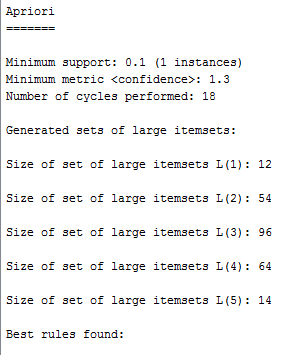 Apriori
=======
Minimum support: 0.1 (1 instances)
Minimum metric <confidence>: 1.3
Number of cycles performed: 18
Generated sets of large itemsets:
Size of set of large itemsets L(1): 12
Size of set of large itemsets L(2): 54
Size of set of large itemsets L(3): 96
Size of set of large itemsets L(4): 64
Size of set of large itemsets L(5): 14
Best rules found: